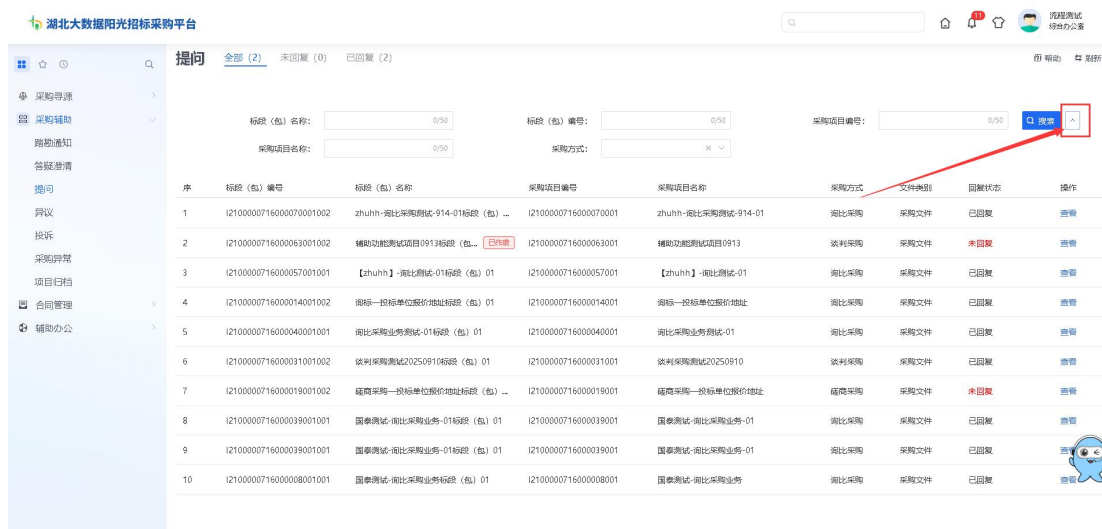 湖北大数据阳光招标采购平台
11
流程测试
综合办公室
提问 全部 (2) 未回复 (0) 已回复 (2) 帮助 刷新
采购寻源
采购辅助
踏勘通知
答疑澄清
提问
异议
投诉
采购异常
项目归档
合同管理
辅助办公
标段（包）名称： 0/50 标段（包）编号： 0/50 采购项目编号： 0/50 搜索
采购项目名称： 0/50 采购方式：
序 标段（包）编号 标段（包）名称 采购项目编号 采购项目名称 采购方式 文件类别 回复状态 操作
1 I2100000716000070001002 zhuhh-询比采购测试-914-01标段（包）... I2100000716000070001 zhuhh-询比采购测试-914-01 询比采购 采购文件 已回复 查看
2 I2100000716000063001002 辅助功能测试项目0913标段（包... 已作废 I2100000716000063001 辅助功能测试项目0913 谈判采购 采购文件 未回复 查看
3 I2100000716000057001001 【zhuhh】-询比测试-01标段（包）01 I2100000716000057001 【zhuhh】-询比测试-01 询比采购 采购文件 已回复 查看
4 I2100000716000014001002 询标—投标单位报价地址标段（包）01 I2100000716000014001 询标—投标单位报价地址 询比采购 采购文件 已回复 查看
5 I2100000716000040001001 询比采购业务测试-01标段（包）01 I2100000716000040001 询比采购业务测试-01 询比采购 采购文件 已回复 查看
6 I2100000716000031001002 谈判采购测试20250910标段（包）01 I2100000716000031001 谈判采购测试20250910 谈判采购 采购文件 已回复 查看
7 I2100000716000019001002 磋商采购—投标单位报价地址标段（包）... I2100000716000019001 磋商采购—投标单位报价地址 磋商采购 采购文件 未回复 查看
8 I2100000716000039001001 国泰测试-询比采购业务-01标段（包）01 I2100000716000039001 国泰测试-询比采购业务-01 询比采购 采购文件 已回复 查看
9 I2100000716000039001001 国泰测试-询比采购业务-01标段（包）01 I2100000716000039001 国泰测试-询比采购业务-01 询比采购 采购文件 已回复 查看
10 I2100000716000008001001 国泰测试-询比采购业务标段（包）01 I2100000716000008001 国泰测试-询比采购业务 询比采购 采购文件 已回复 查看